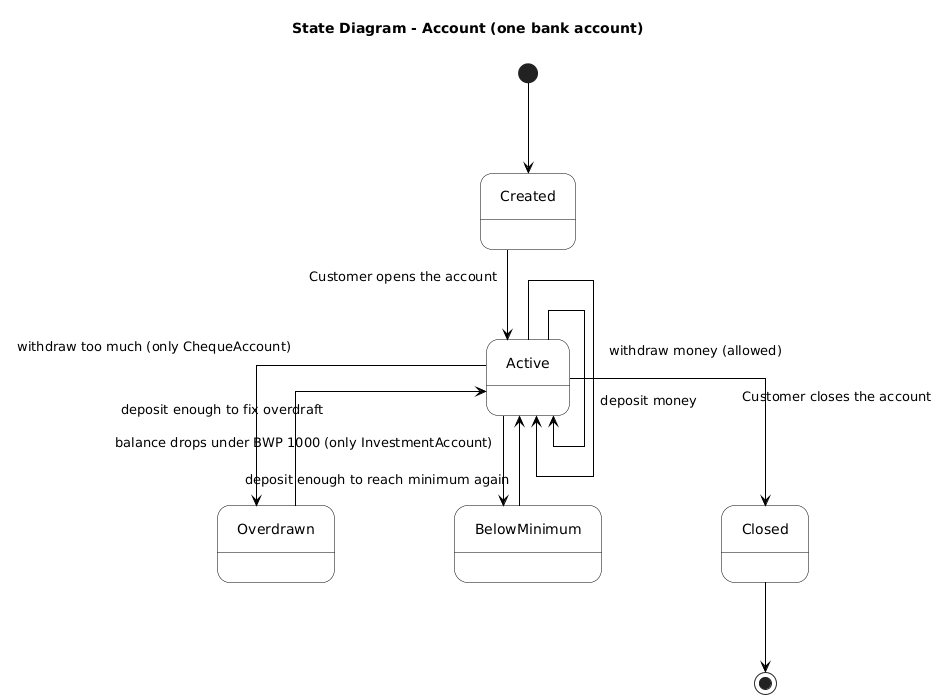 State Diagram - Account (one bank account)
Created
Customer opens the account
withdraw too much (only ChequeAccount)
Active
withdraw money (allowed)
Customer closes the account
deposit money
deposit enough to fix overdraft
balance drops under BWP 1000 (only InvestmentAccount)
deposit enough to reach minimum again
Overdrawn
BelowMinimum
Closed